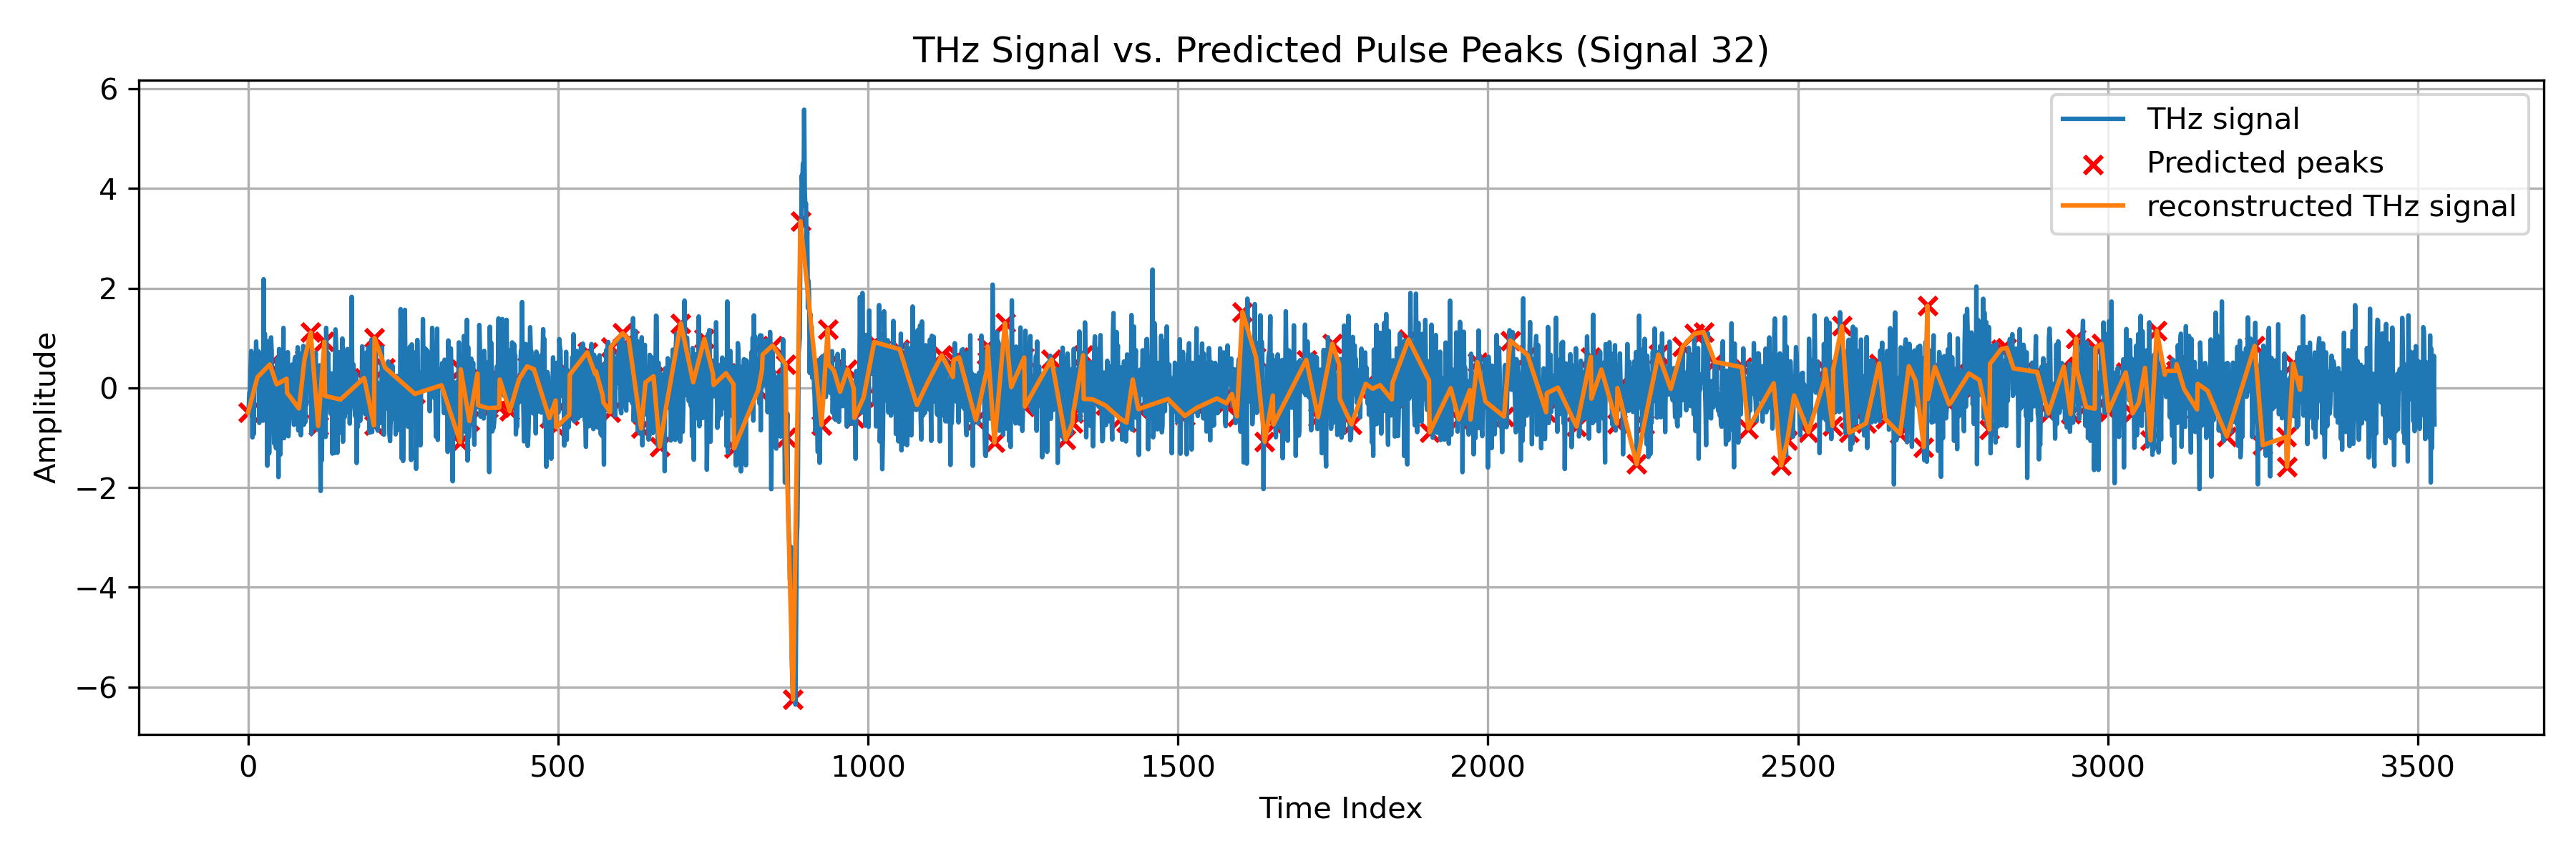 THz Signal vs. Predicted Pulse Peaks (Signal 32)
6
4
2
0
−2
−4
−6
Amplitude
THz signal
Predicted peaks
reconstructed THz signal
0 500 1000 1500 2000 2500 3000 3500
Time Index